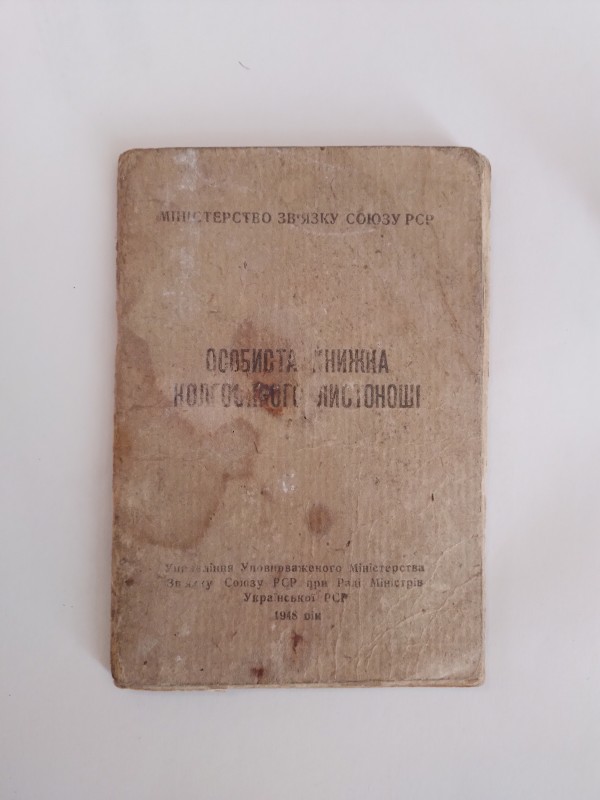 МІНІСТЕРСТВО ЗВ'ЯЗКУ СОЮЗУ РСР
ОСОБИСТА КНИЖКА
КОЛГОСПНОГО ЛИСТОНОШІ
Управління Уповноваженого Міністерства
Зв'язку Союзу РСР при Раді Міністрів
Української РСР
1948 рік